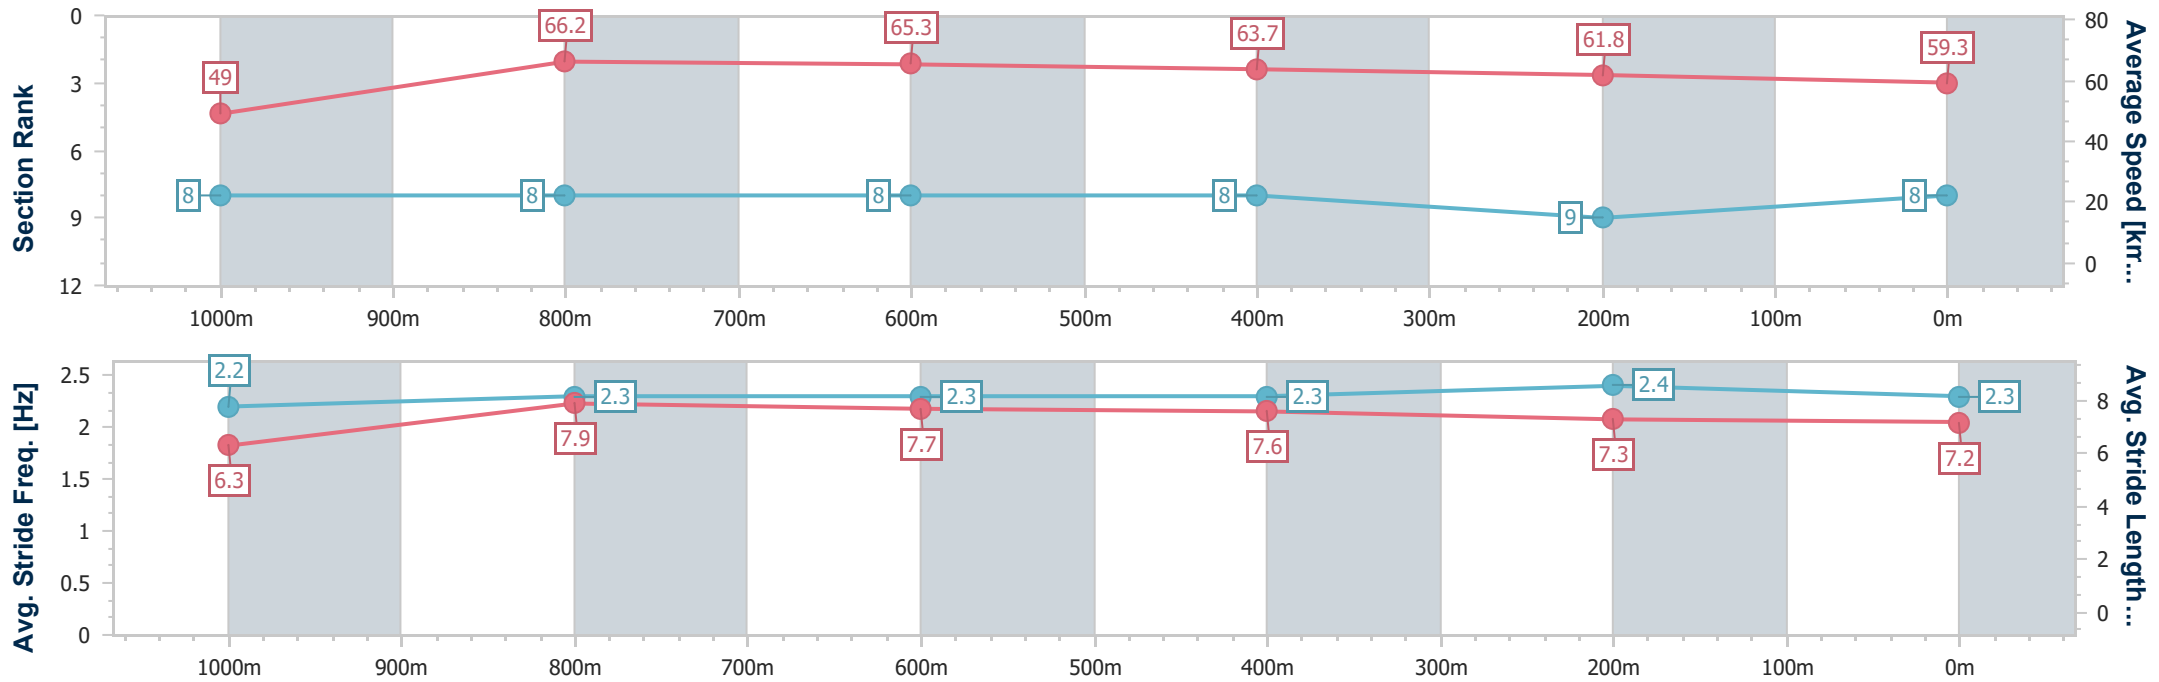 Section Rank
0
3
6
9
12
49
66.2
65.3
63.7
61.8
59.3
8
8
8
8
9
8
80
60
40
20
0
Average Speed [km...
1000m
900m
800m
700m
600m
500m
400m
300m
200m
100m
0m
Avg. Stride Freq. [Hz]
2.5
2
1.5
1
0.5
0
2.2
2.3
2.3
2.3
2.4
2.3
6.3
7.9
7.7
7.6
7.3
7.2
8
6
4
2
0
Avg. Stride Length...
1000m
900m
800m
700m
600m
500m
400m
300m
200m
100m
0m